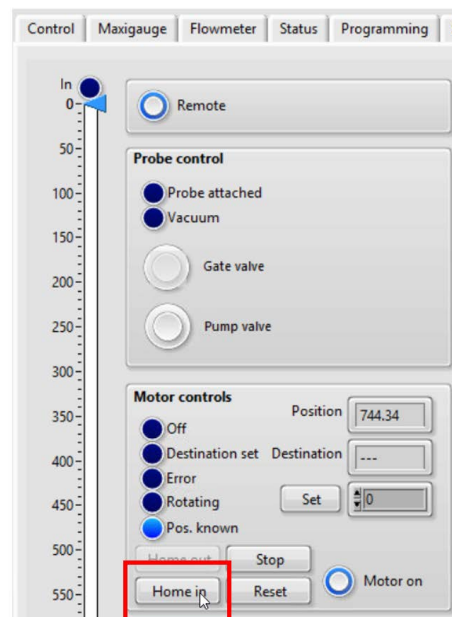 Control Maxigauge Flowmeter Status Programming
In
0
50
100
150
200
250
300
350
400
450
500
550
Remote
Probe control
Probe attached
Vacuum
Gate valve
Pump valve
Motor controls
Position 744.34
Off
Destination set Destination ---
Error
Rotating Set 0
Pos. known
Home out Stop
Home in Reset Motor on